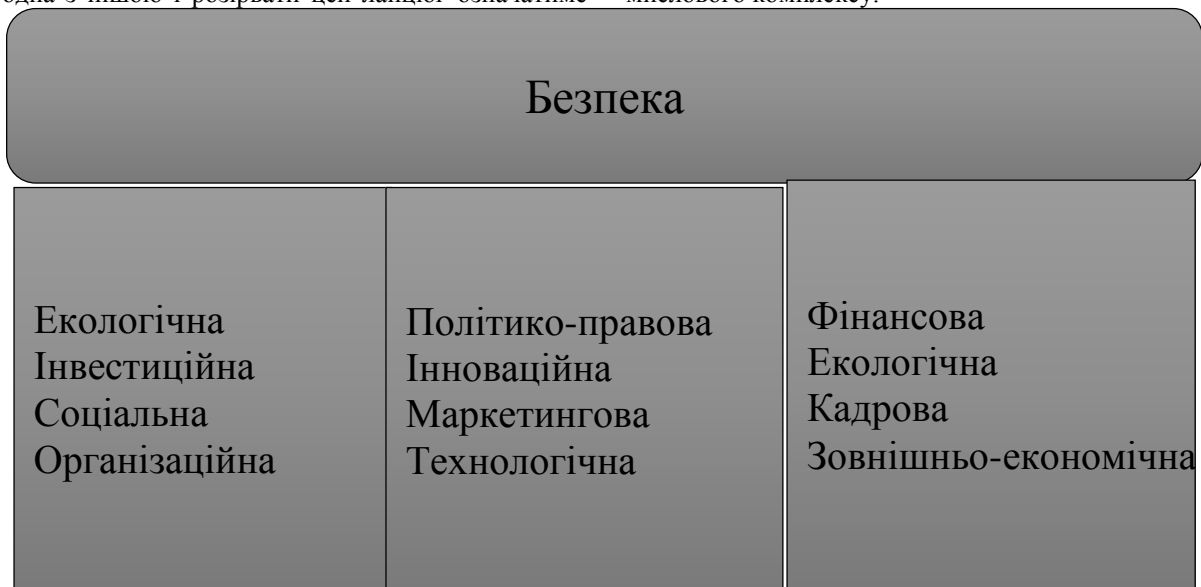 Безпека
Екологічна
Інвестиційна
Соціальна
Організаційна
Політико-правова
Інноваційна
Маркетингова
Технологічна
Фінансова
Екологічна
Кадрова
Зовнішньо-економічна